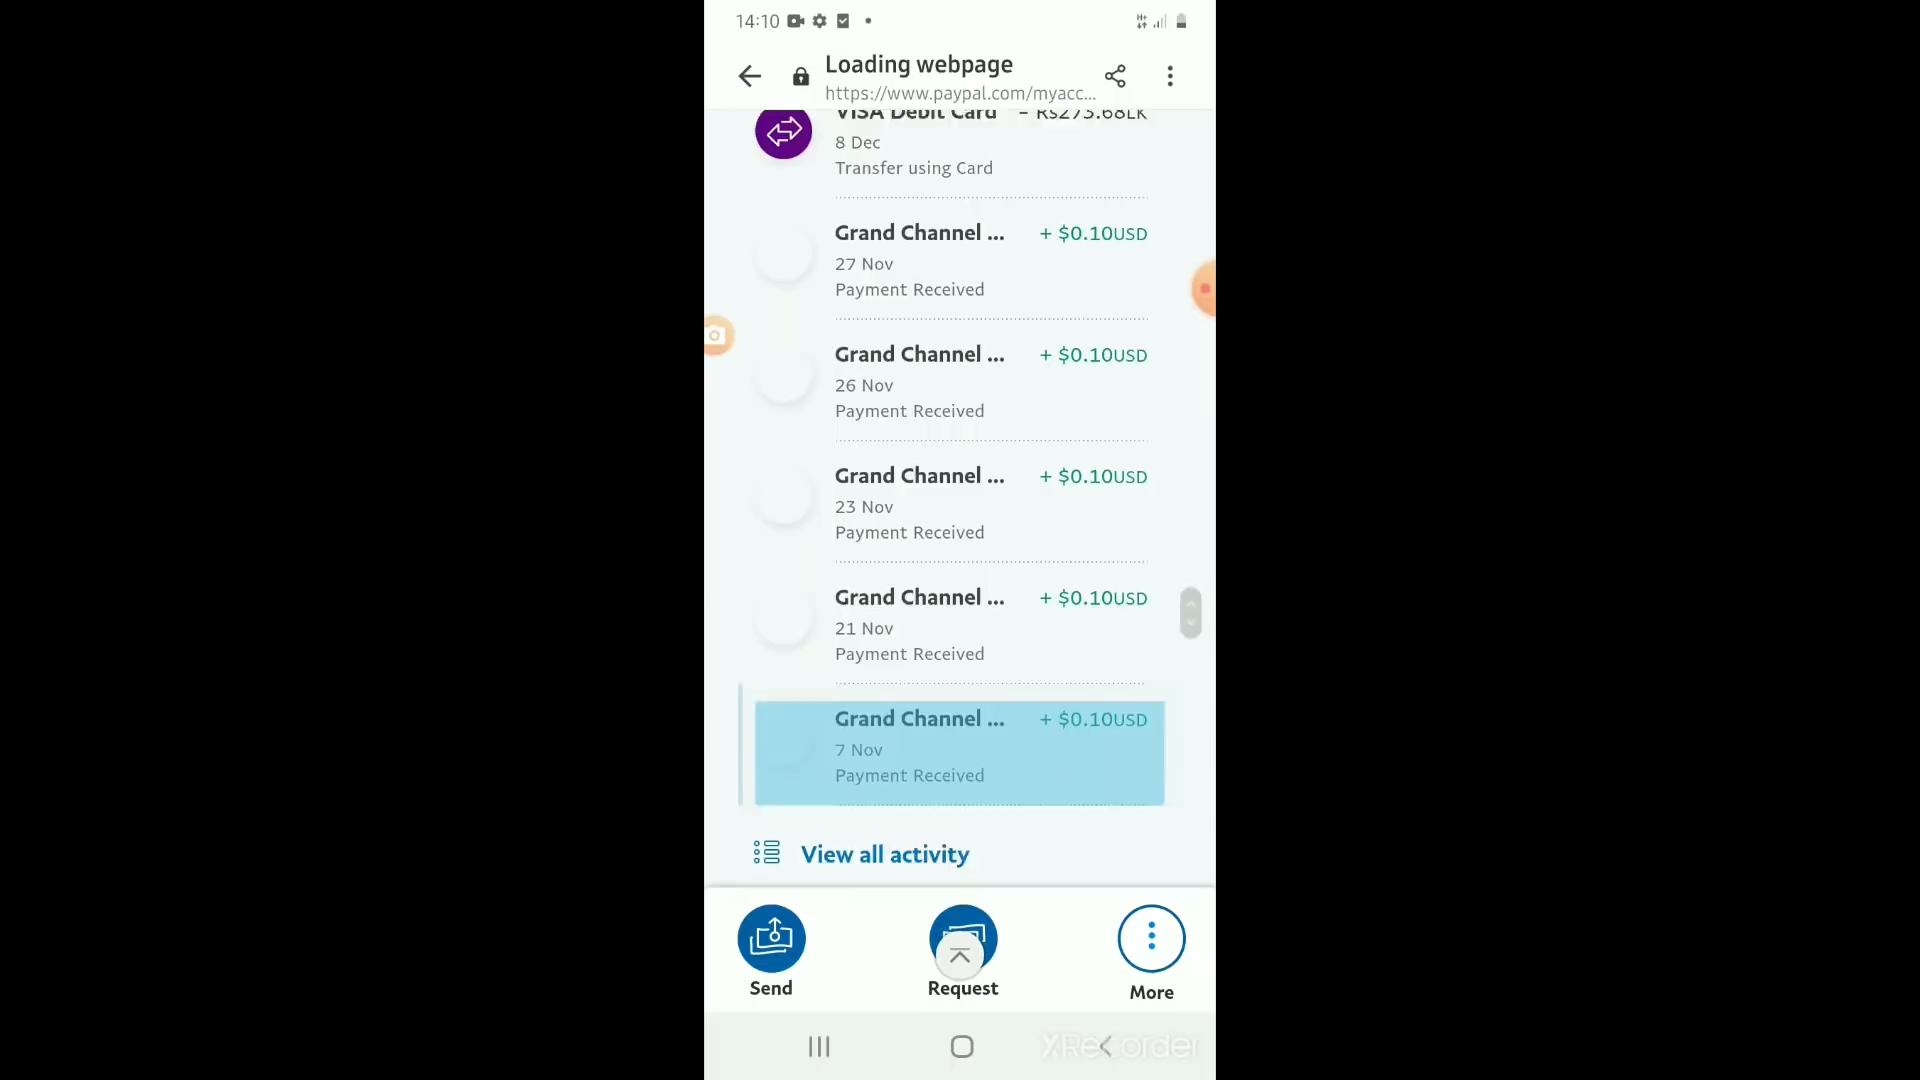 14:10
Loading webpage
https://www.paypal.com/myacc...
VISA Debit Card - Rs273.68LK
8 Dec
Transfer using Card
Grand Channel ... + $0.10USD
27 Nov
Payment Received
Grand Channel ... + $0.10USD
26 Nov
Payment Received
Grand Channel ... + $0.10USD
23 Nov
Payment Received
Grand Channel ... + $0.10USD
21 Nov
Payment Received
Grand Channel ... + $0.10USD
7 Nov
Payment Received
View all activity
Send Request More
XRecorder